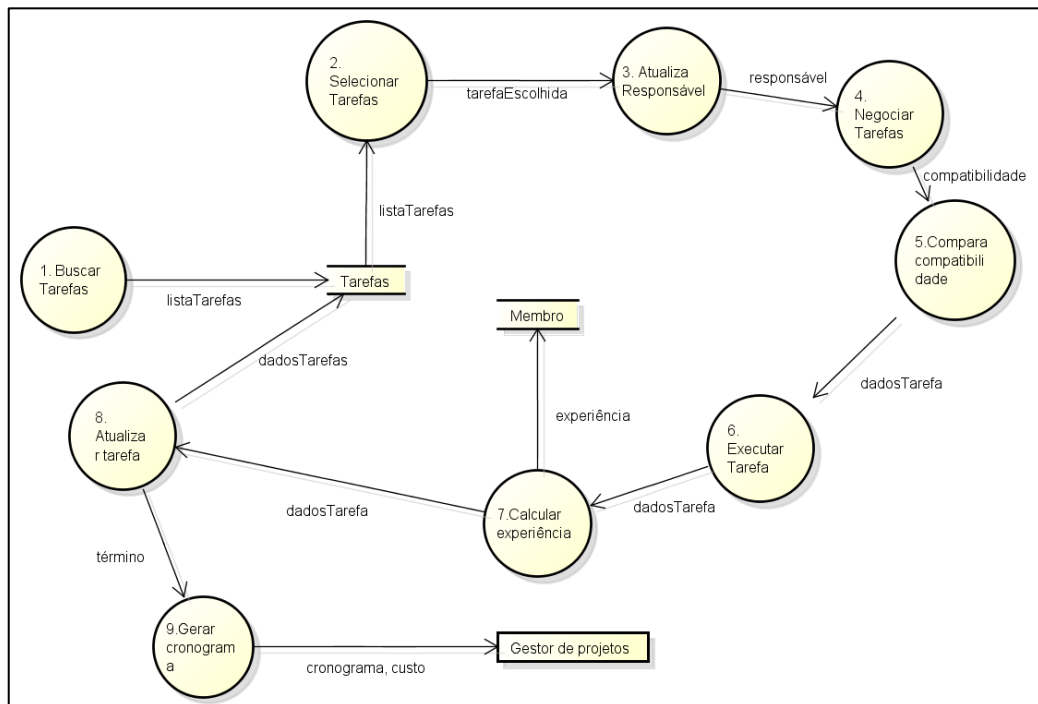 2.
Selecionar
Tarefas
tarefaEscolhida
3. Atualiza
Responsável
responsável
4.
Negociar
Tarefas
compatibilidade
5.Compara
compatibili
dade
listaTarefas
1. Buscar
Tarefas
listaTarefas
Tarefas
Membro
dadosTarefas
dadosTarefa
experiência
8.
Atualiza
r tarefa
6.
Executar
Tarefa
dadosTarefa
dadosTarefa
7.Calcular
experiência
término
9.Gerar
cronogram
a
cronograma, custo
Gestor de projetos